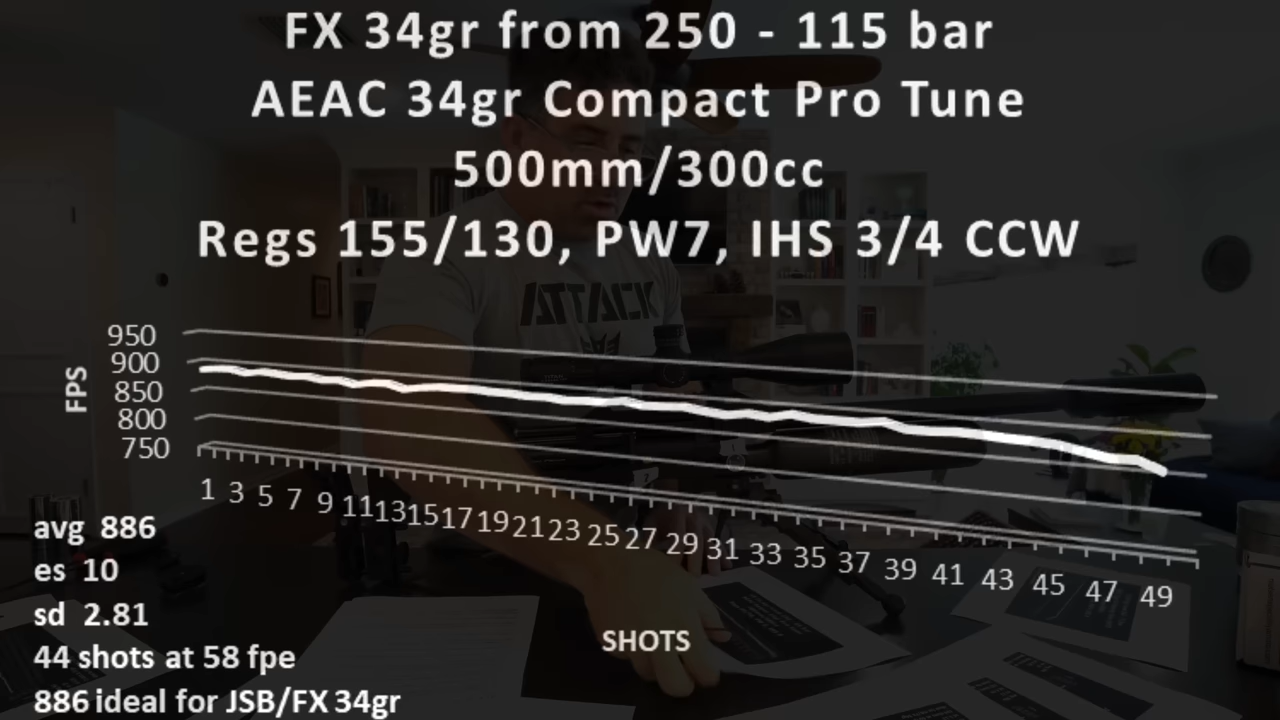 FX 34gr from 250 - 115 bar
AEAC 34gr Compact Pro Tune
500mm/300cc
Regs 155/130, PW7, IHS 3/4 CCW
ATTACK
950
900
850
800
750
FPS
1 3 5 7 9 11 13 15 17 19 21 23 25 27 29 31 33 35 37 39 41 43 45 47 49
SHOTS
avg 886
es 10
sd 2.81
44 shots at 58 fpe
886 ideal for JSB/FX 34gr